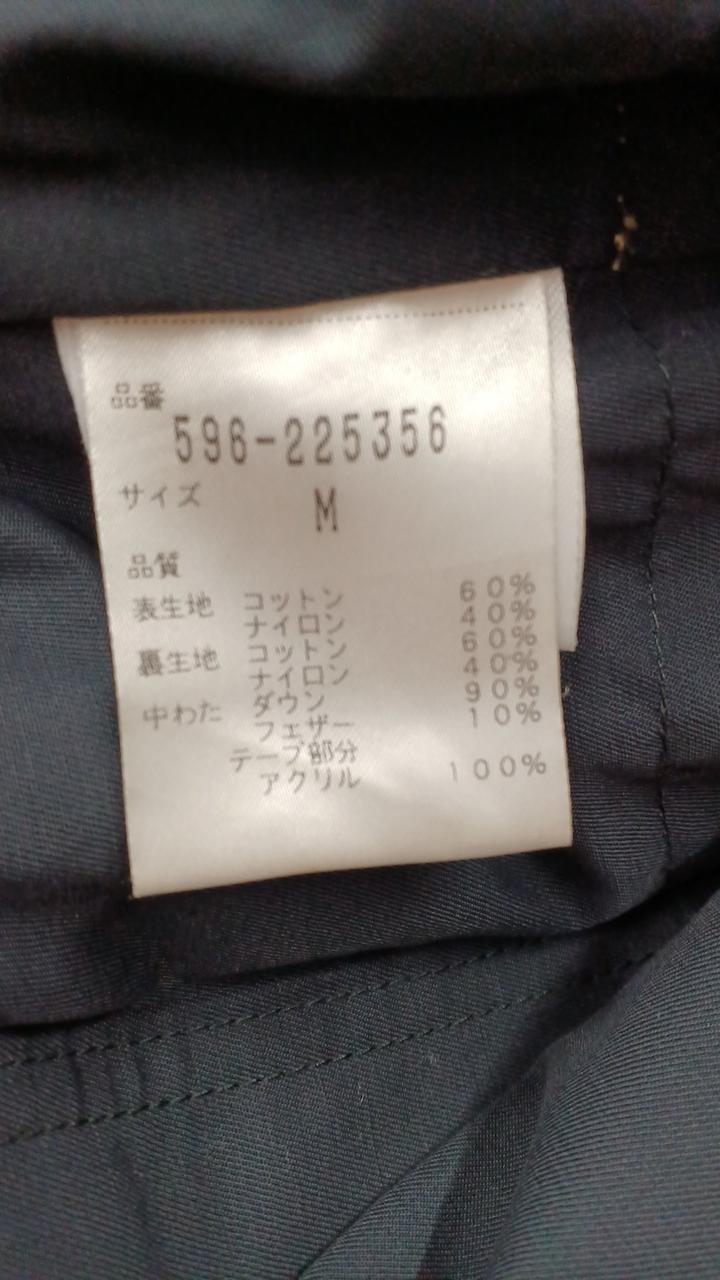 品番
596-225356
サイズ M
品質
表生地 コットン 60%
ナイロン 40%
裏生地 コットン 60%
ナイロン 40%
中わた ダウン 90%
フェザー 10%
テープ部分
アクリル 100%